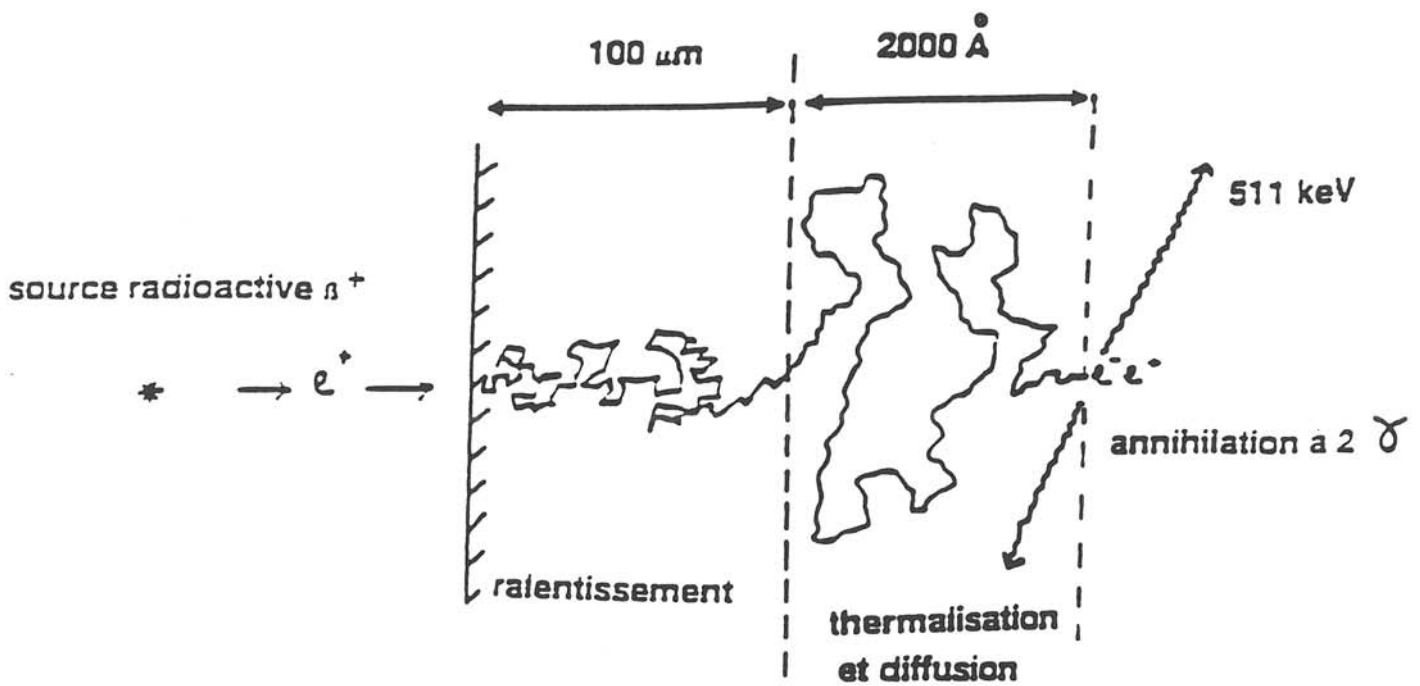 100 µm
2000 Å
511 keV
source radioactive β⁺
* → e⁺ →
e⁻e⁺
annihilation à 2 γ
ralentissement
thermalisation
et diffusion